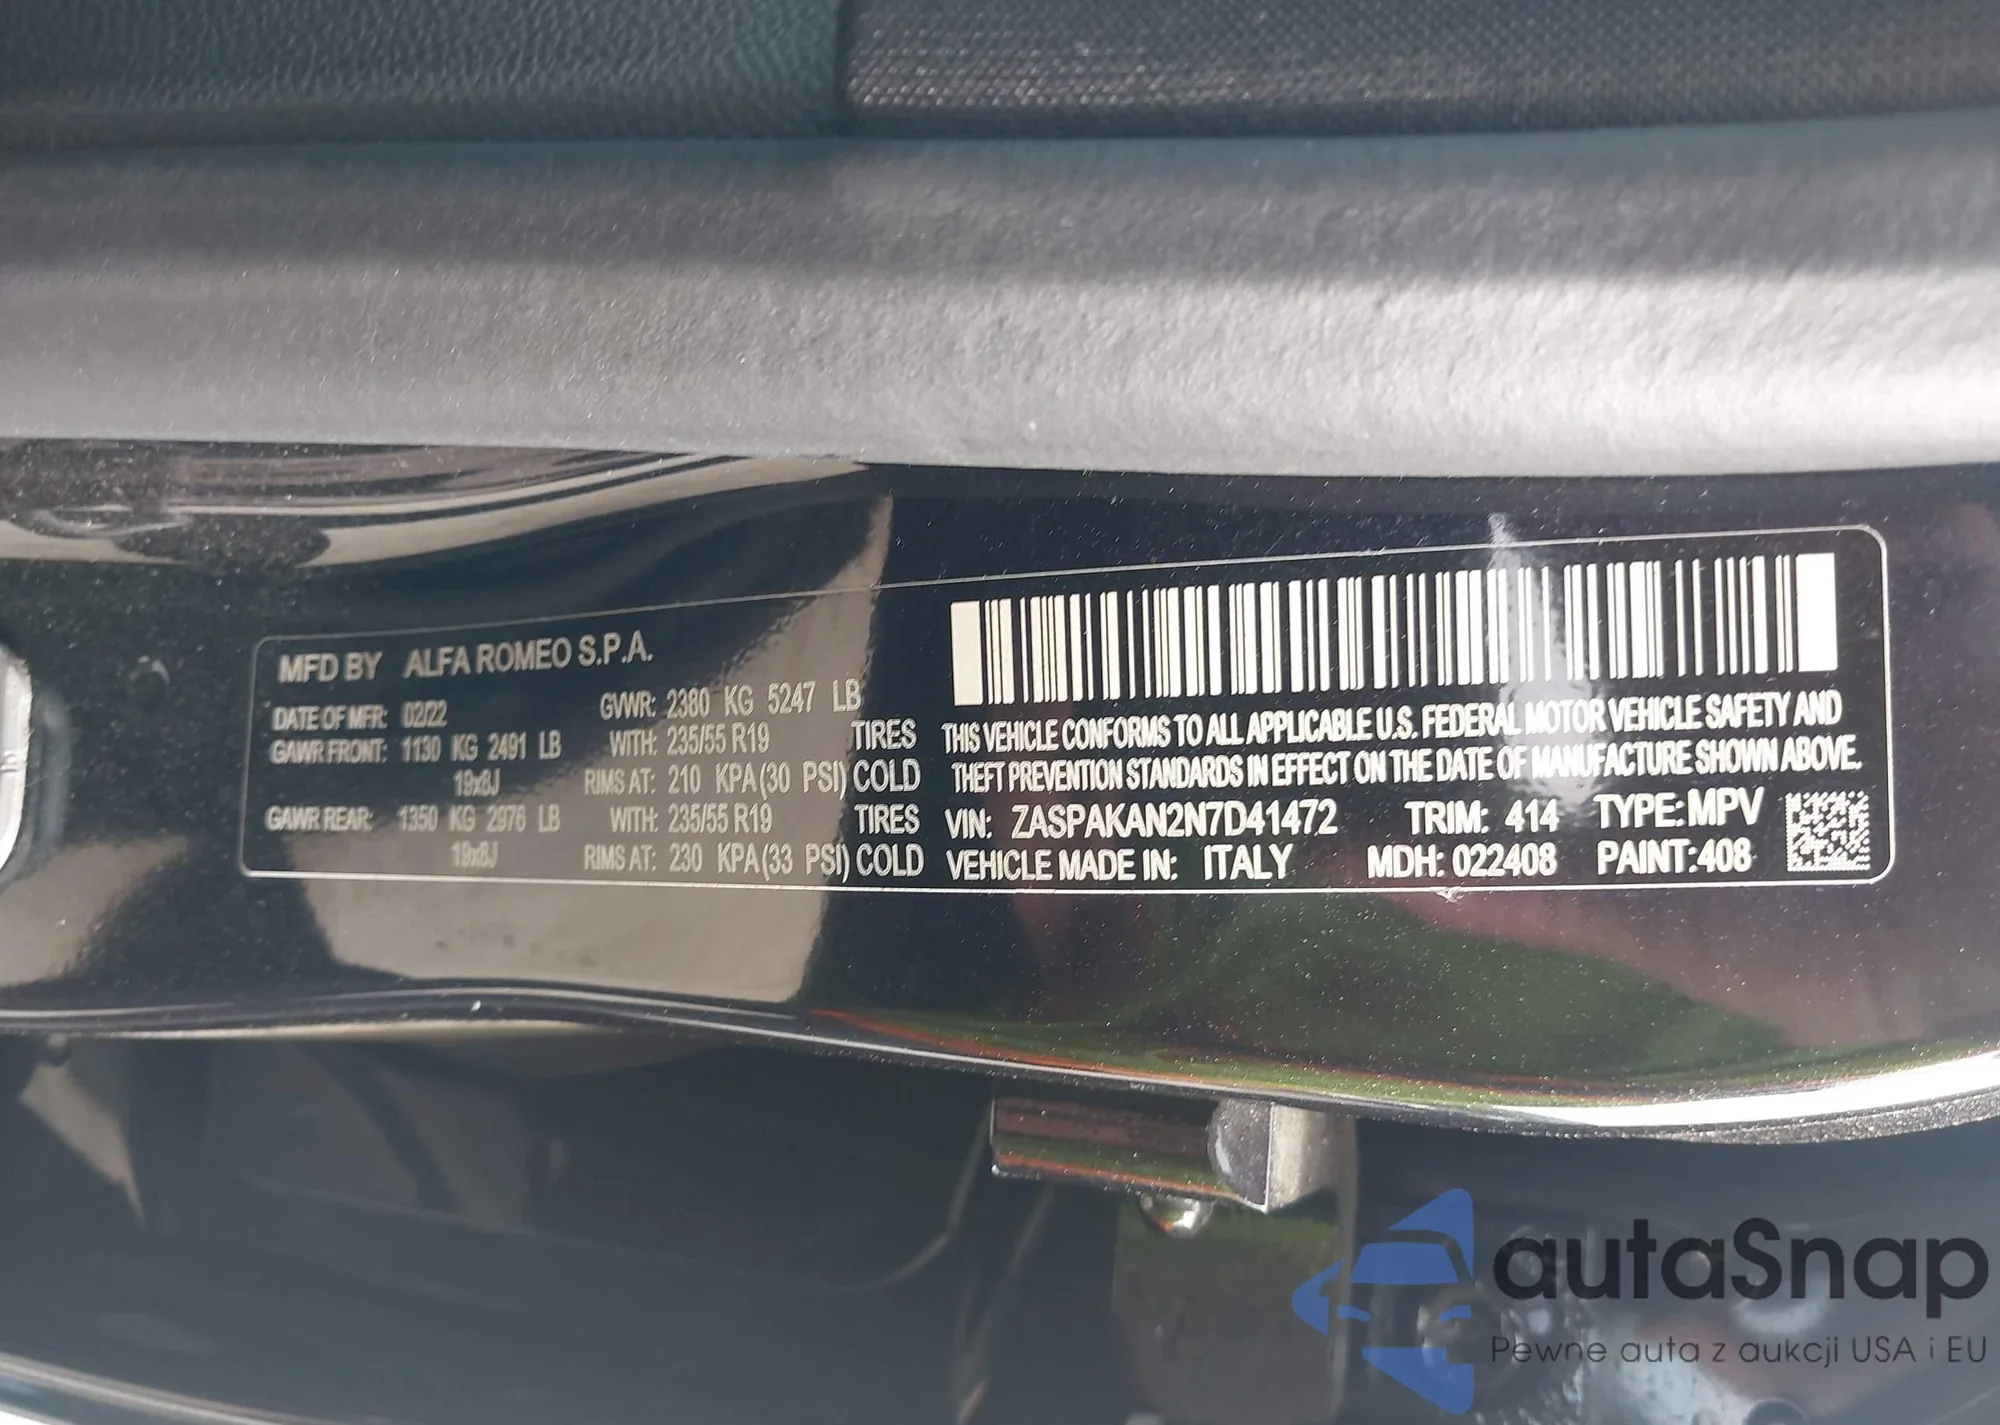 MFD BY ALFA ROMEO S.P.A.
DATE OF MFR: 02/22 GVWR: 2380 KG 5247 LB
GAWR FRONT: 1130 KG 2491 LB WITH: 235/55 R19 TIRES
19x8J RIMS AT: 210 KPA(30 PSI) COLD
GAWR REAR: 1350 KG 2976 LB WITH: 235/55 R19 TIRES
19x8J RIMS AT: 230 KPA(33 PSI) COLD
THIS VEHICLE CONFORMS TO ALL APPLICABLE U.S. FEDERAL MOTOR VEHICLE SAFETY AND
THEFT PREVENTION STANDARDS IN EFFECT ON THE DATE OF MANUFACTURE SHOWN ABOVE.
VIN: ZASPAKAN2N7D41472 TRIM: 414 TYPE: MPV
VEHICLE MADE IN: ITALY MDH: 022408 PAINT:408
autaSnap
Pewne auta z aukcji USA i EU